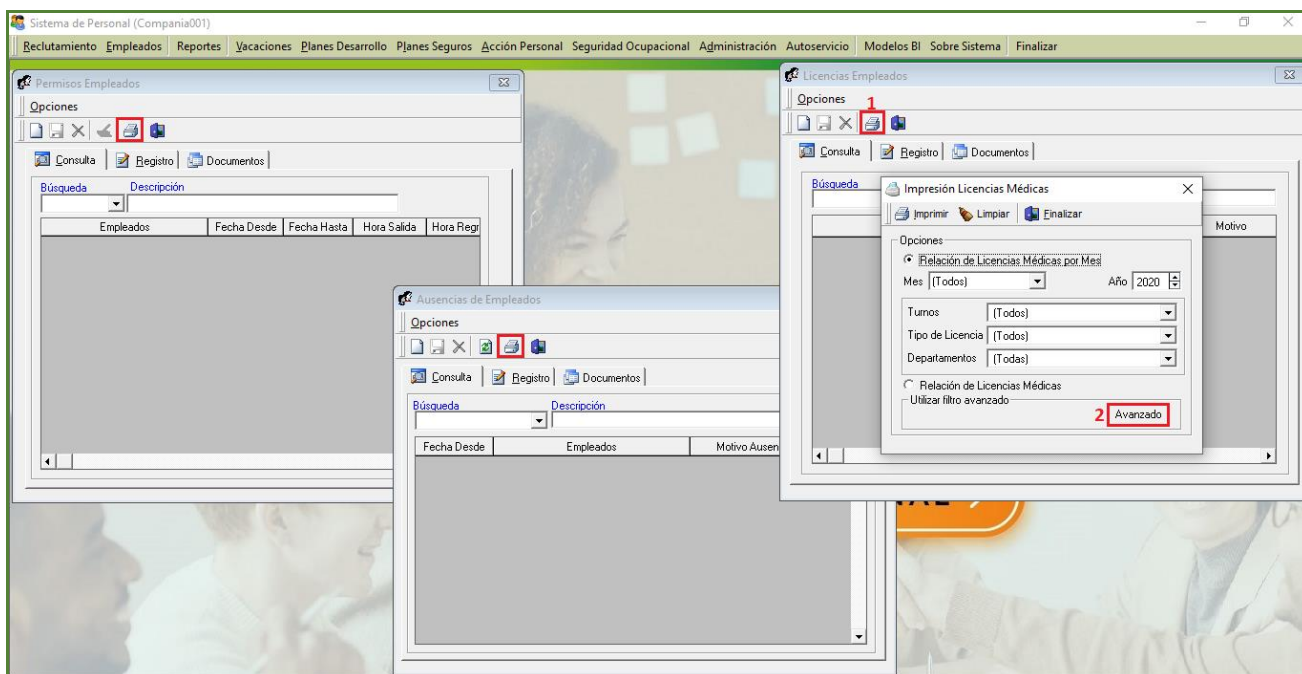 Sistema de Personal (Compania001)
Reclutamiento Empleados Reportes Vacaciones Planes Desarrollo Planes Seguros Acción Personal Seguridad Ocupacional Administración Autoservicio Modelos BI Sobre Sistema Finalizar
Permisos Empleados
Opciones
Consulta Registro Documentos
Búsqueda Descripción
Empleados Fecha Desde Fecha Hasta Hora Salida Hora Regr
Ausencias de Empleados
Opciones
Consulta Registro Documentos
Búsqueda Descripción
Fecha Desde Empleados Motivo Ausen
Licencias Empleados
Opciones
1
Consulta Registro Documentos
Búsqueda
Motivo
Impresión Licencias Médicas
Imprimir Limpiar Finalizar
Opciones
Relación de Licencias Médicas por Mes
Mes (Todos) Año 2020
Turnos (Todos)
Tipo de Licencia (Todos)
Departamentos (Todas)
Relación de Licencias Médicas
Utilizar filtro avanzado
2 Avanzado